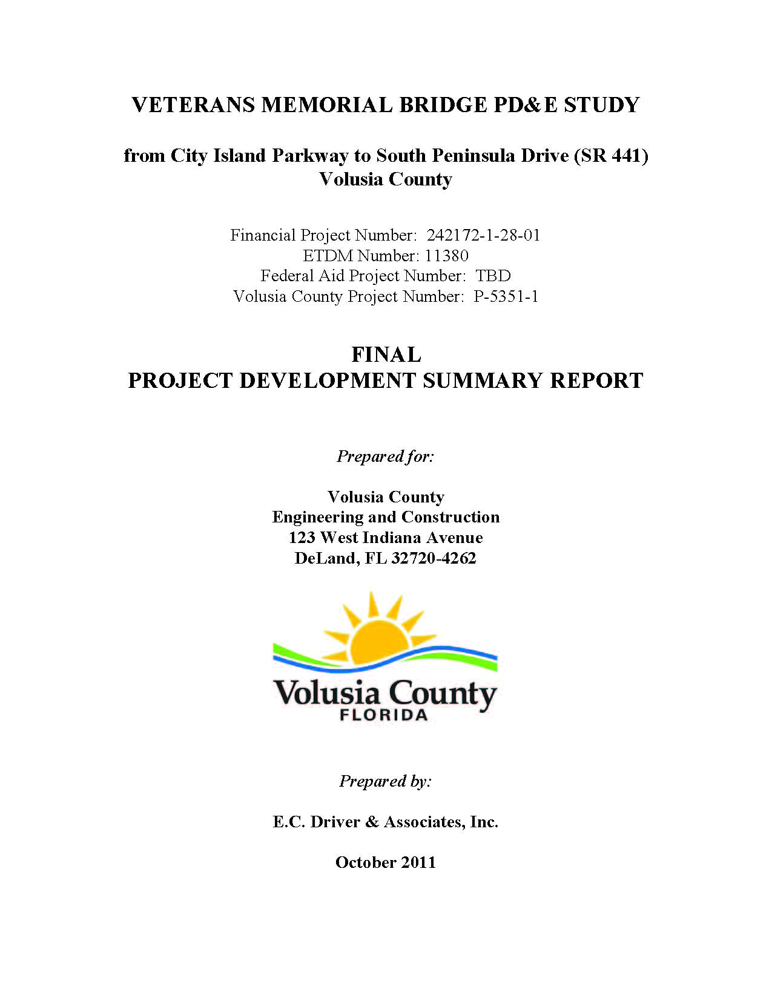 VETERANS MEMORIAL BRIDGE PD&E STUDY
from City Island Parkway to South Peninsula Drive (SR 441)
Volusia County
Financial Project Number: 242172-1-28-01
ETDM Number: 11380
Federal Aid Project Number: TBD
Volusia County Project Number: P-5351-1
FINAL
PROJECT DEVELOPMENT SUMMARY REPORT
Prepared for:
Volusia County
Engineering and Construction
123 West Indiana Avenue
DeLand, FL 32720-4262
Volusia County
FLORIDA
Prepared by:
E.C. Driver & Associates, Inc.
October 2011